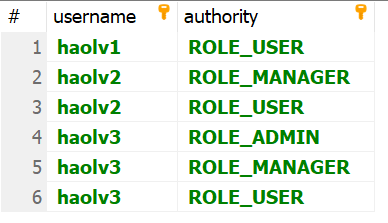 # username authority
1 haolv1 ROLE_USER
2 haolv2 ROLE_MANAGER
3 haolv2 ROLE_USER
4 haolv3 ROLE_ADMIN
5 haolv3 ROLE_MANAGER
6 haolv3 ROLE_USER